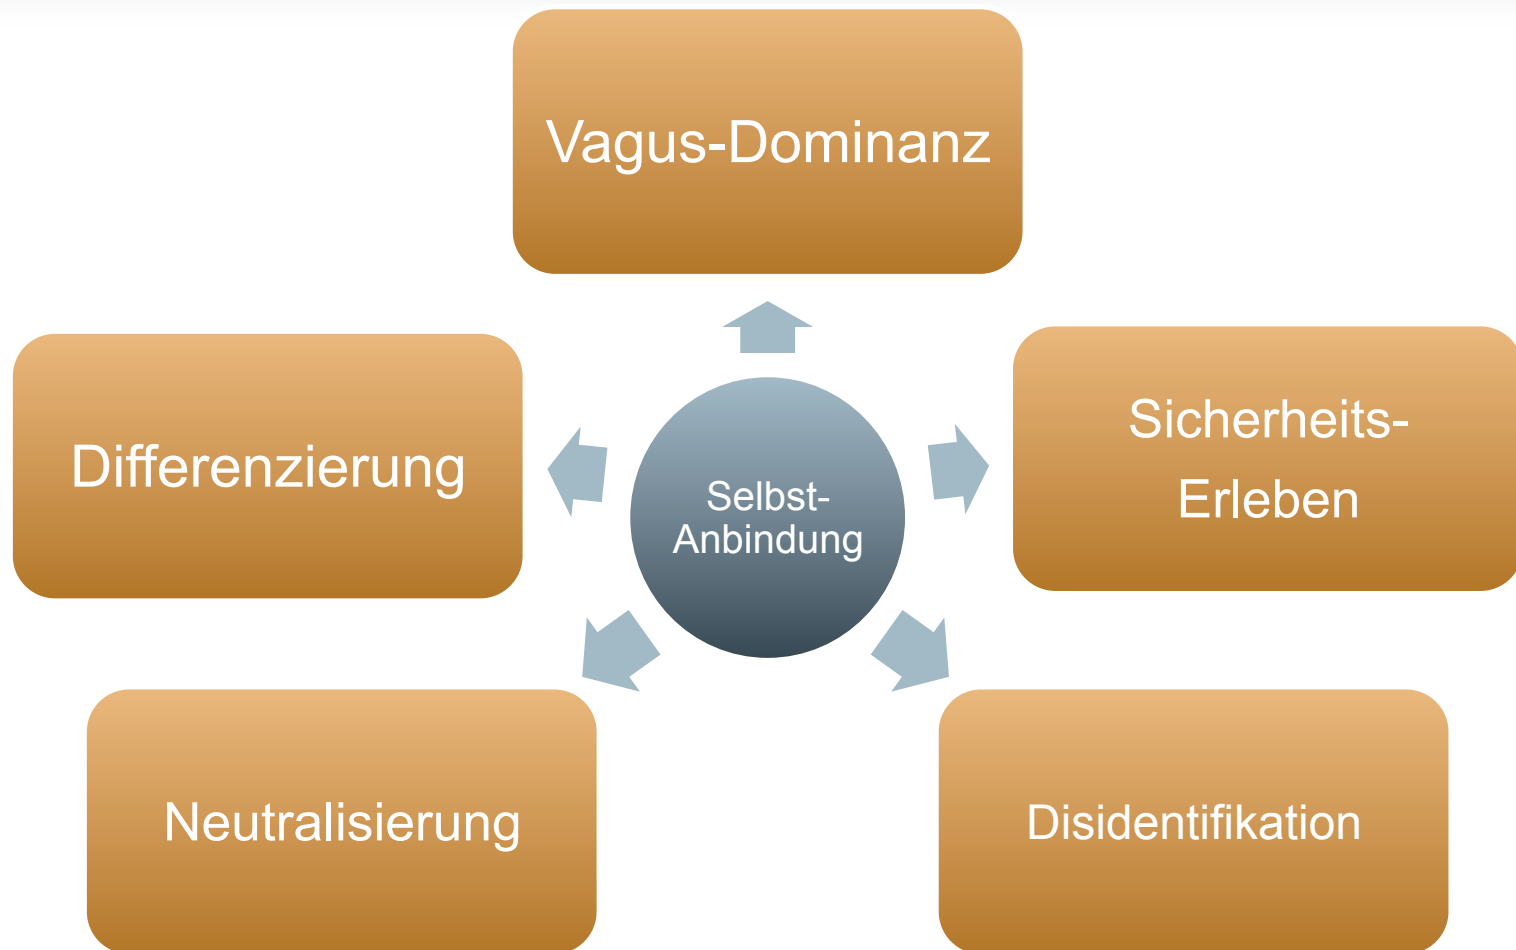 Vagus-Dominanz
Sicherheits-
Erleben
Differenzierung
Selbst-
Anbindung
Neutralisierung
Disidentifikation